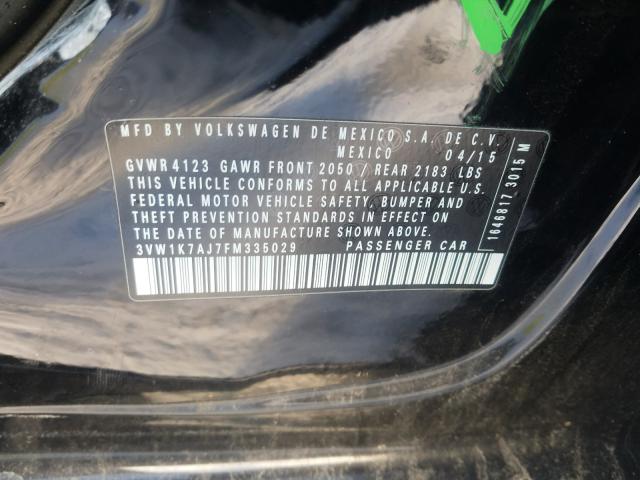 MFD BY VOLKSWAGEN DE MEXICO S.A. DE C.V.
MEXICO 04/15
GVWR 4123 GAWR FRONT 2050 / REAR 2183 LBS
THIS VEHICLE CONFORMS TO ALL APPLICABLE U.S.
FEDERAL MOTOR VEHICLE SAFETY, BUMPER AND
THEFT PREVENTION STANDARDS IN EFFECT ON
THE DATE OF MANUFACTURE SHOWN ABOVE.
3VW1K7AJ7FM335029 PASSENGER CAR
1646817 3015 M